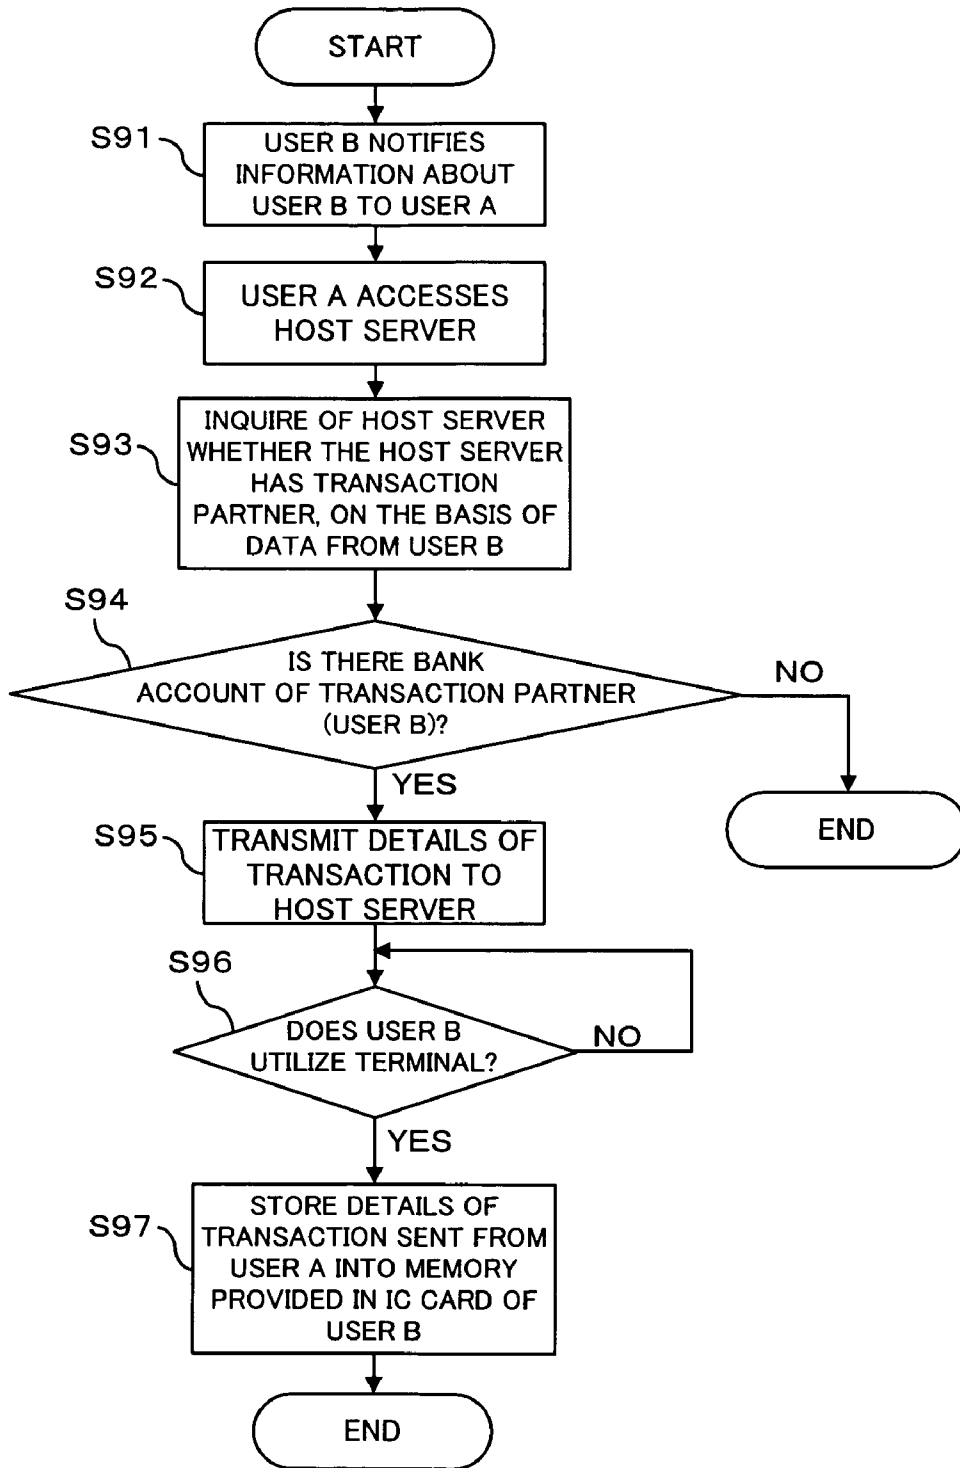 START
S91
USER B NOTIFIES
INFORMATION ABOUT
USER B TO USER A
S92
USER A ACCESSES
HOST SERVER
S93
INQUIRE OF HOST SERVER
WHETHER THE HOST SERVER
HAS TRANSACTION
PARTNER, ON THE BASIS OF
DATA FROM USER B
S94
IS THERE BANK
ACCOUNT OF TRANSACTION PARTNER
(USER B)?
NO
YES
END
S95
TRANSMIT DETAILS OF
TRANSACTION TO
HOST SERVER
S96
DOES USER B
UTILIZE TERMINAL?
NO
YES
S97
STORE DETAILS OF
TRANSACTION SENT FROM
USER A INTO MEMORY
PROVIDED IN IC CARD OF
USER B
END